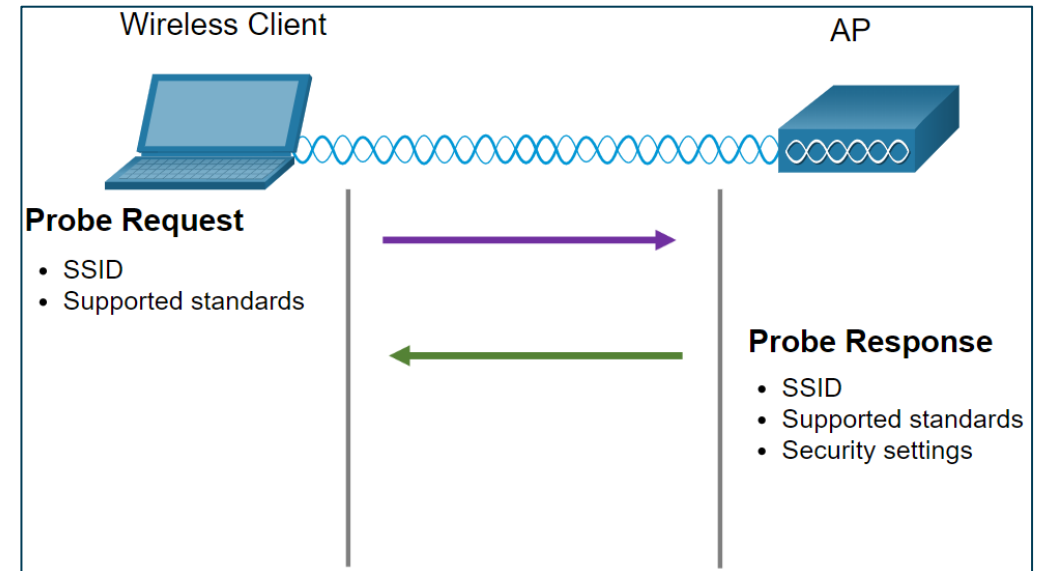 Wireless Client
AP
Probe Request
• SSID
• Supported standards
Probe Response
• SSID
• Supported standards
• Security settings